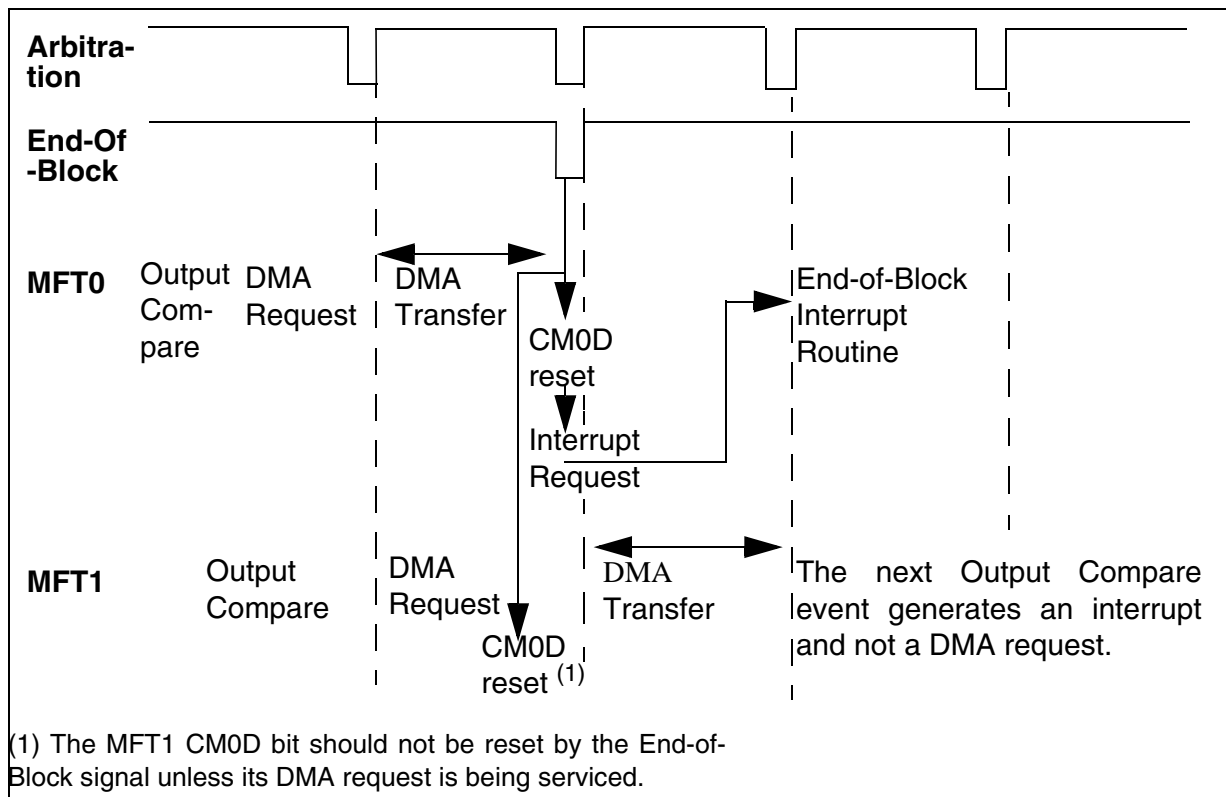 Arbitra-
tion
End-Of
-Block
MFT0
Output
Com-
pare
DMA
Request
DMA
Transfer
CM0D
reset
Interrupt
Request
End-of-Block
Interrupt
Routine
MFT1
Output
Compare
DMA
Request
CM0D
reset (1)
DMA
Transfer
The next Output Compare
event generates an interrupt
and not a DMA request.
(1) The MFT1 CM0D bit should not be reset by the End-of-
Block signal unless its DMA request is being serviced.